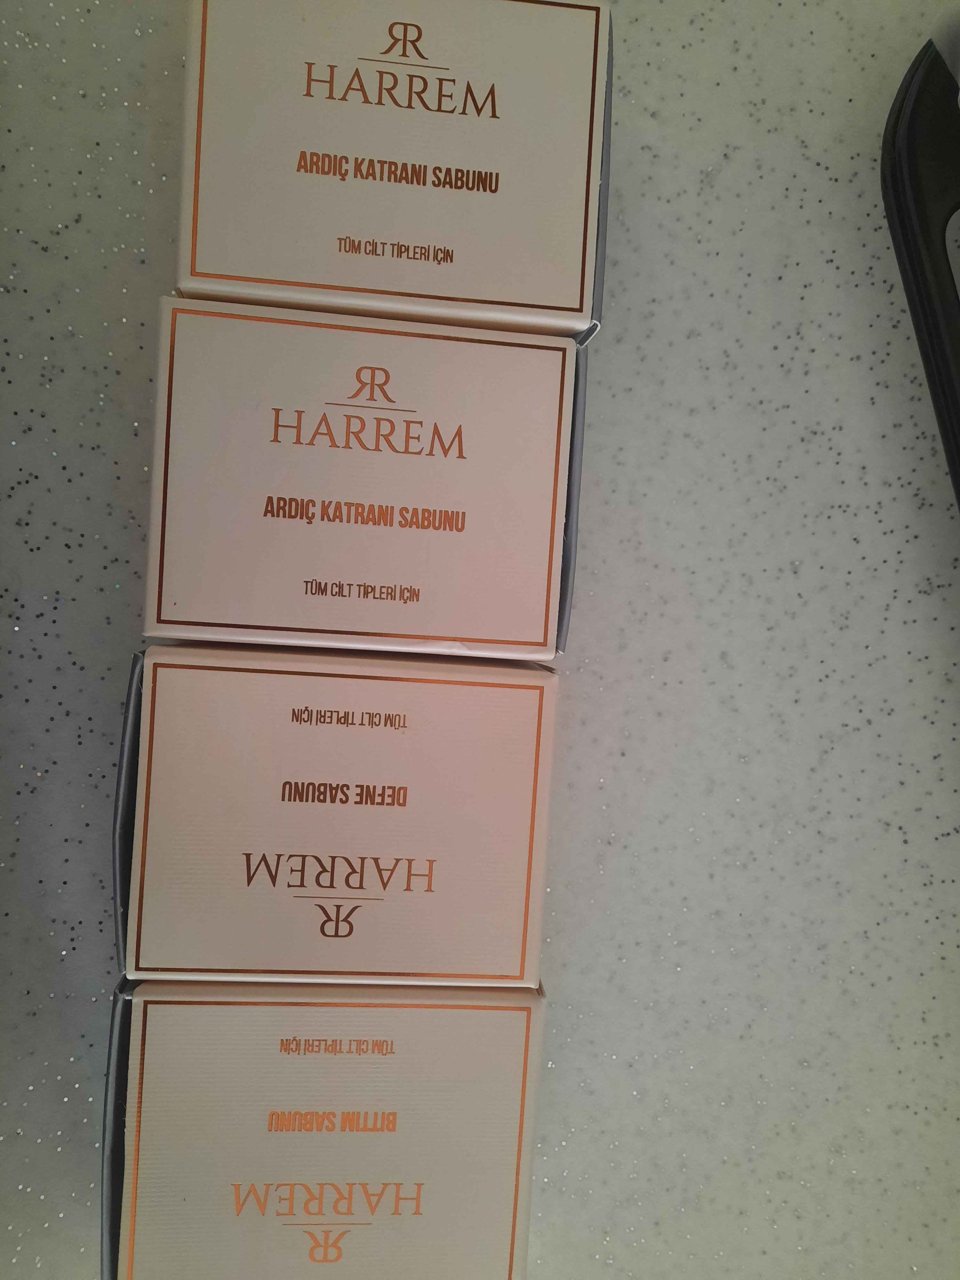 RR
HARREM
ARDIÇ KATRANI SABUNU
TÜM CİLT TİPLERİ İÇİN
RR
HARREM
ARDIÇ KATRANI SABUNU
TÜM CİLT TİPLERİ İÇİN
RR
HARREM
DEFNE SABUNU
TÜM CİLT TİPLERİ İÇİN
RR
HARREM
BITTIM SABUNU
TÜM CİLT TİPLERİ İÇİN